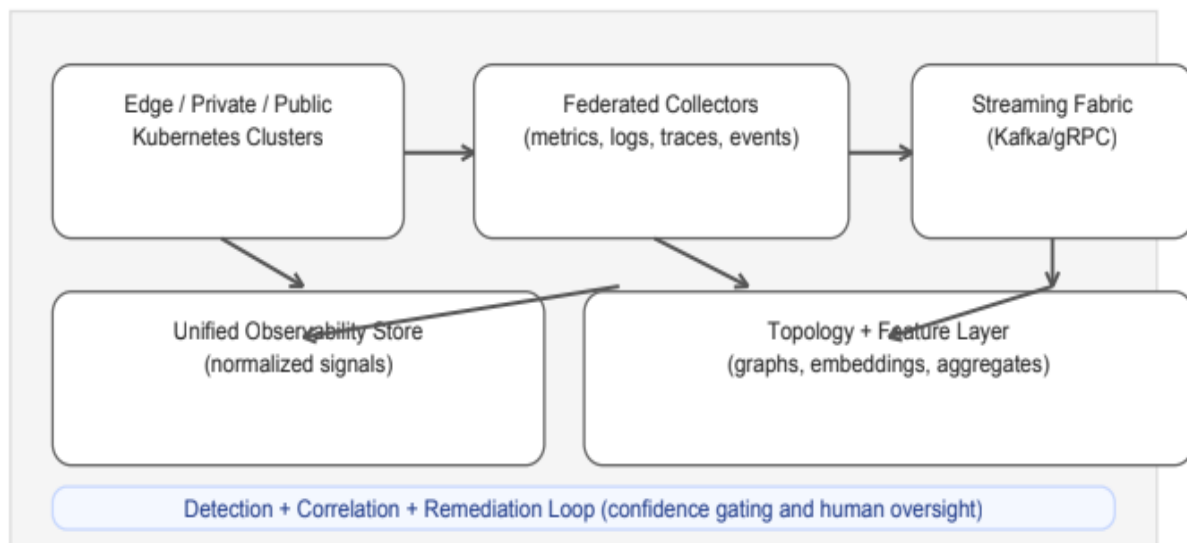 Edge / Private / Public
Kubernetes Clusters
Federated Collectors
(metrics, logs, traces, events)
Streaming Fabric
(Kafka/gRPC)
Unified Observability Store
(normalized signals)
Topology + Feature Layer
(graphs, embeddings, aggregates)
Detection + Correlation + Remediation Loop (confidence gating and human oversight)